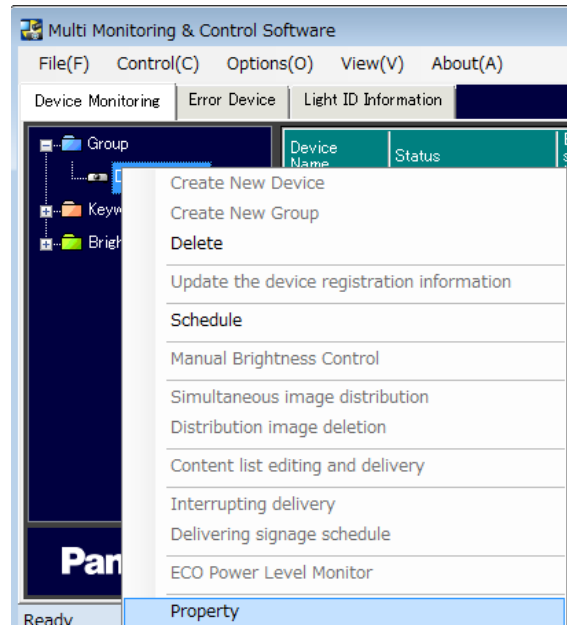 Multi Monitoring & Control Software
File(F) Control(C) Options(O) View(V) About(A)
Device Monitoring Error Device Light ID Information
Group
Device
Name
Status
Create New Device
Create New Group
Delete
Update the device registration information
Schedule
Manual Brightness Control
Simultaneous image distribution
Distribution image deletion
Content list editing and delivery
Interrupting delivery
Delivering signage schedule
ECO Power Level Monitor
Property
Keyw
Brigh
Pan
Ready